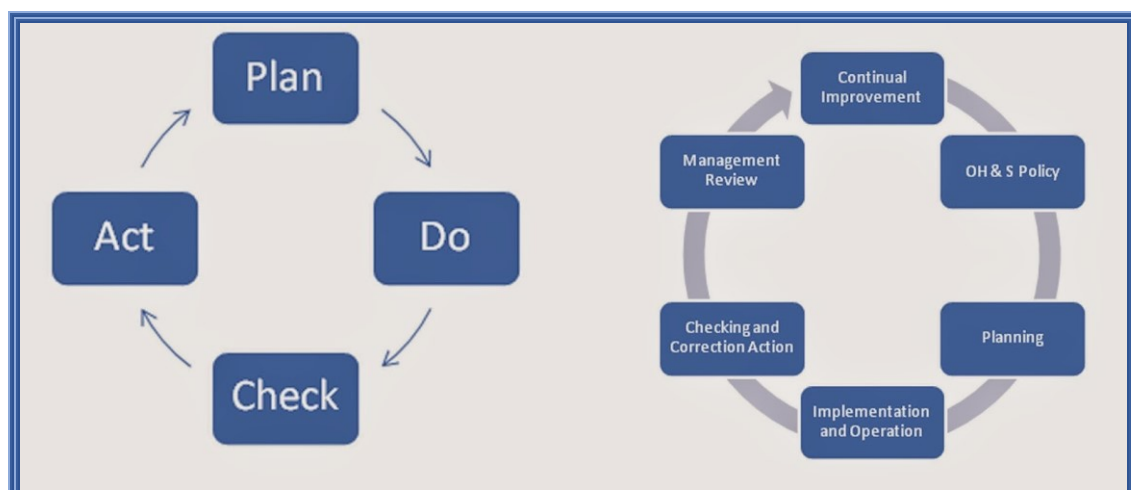 Plan
Do
Check
Act
Continual
Improvement
OH & S Policy
Planning
Implementation
and Operation
Checking and
Correction Action
Management
Review